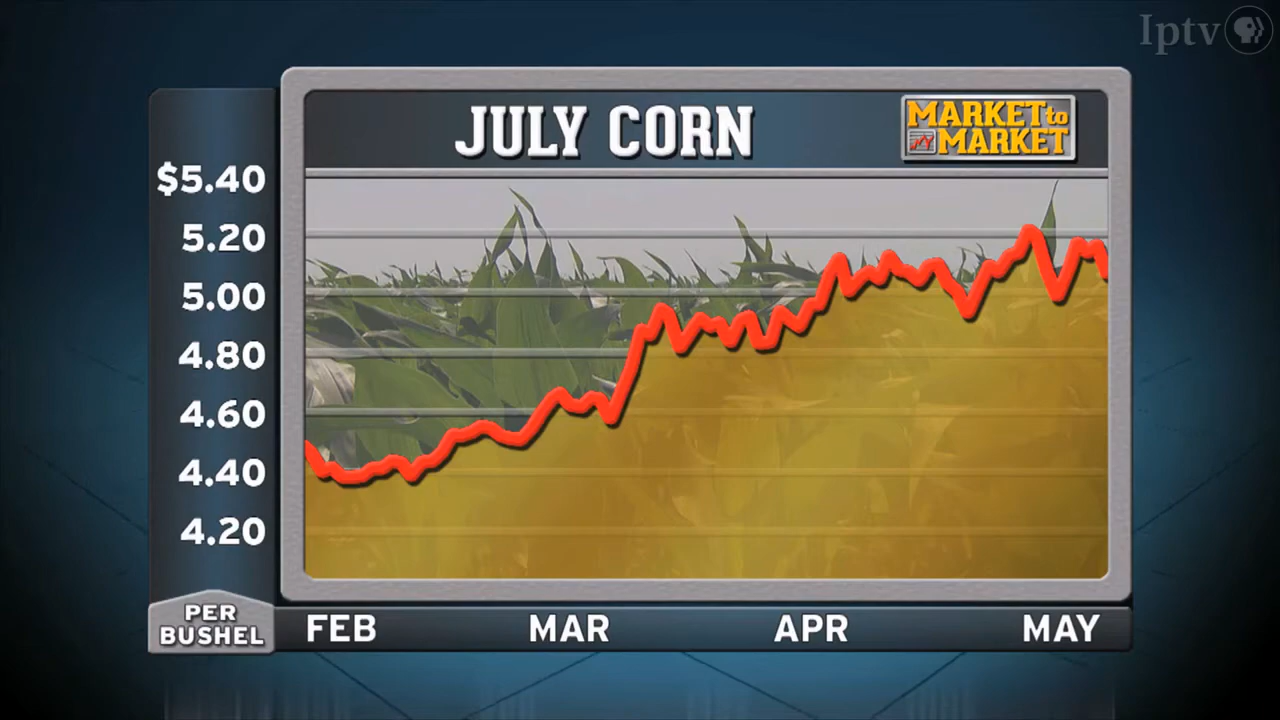 Iptv
JULY CORN
MARKET to
MARKET
$5.40
5.20
5.00
4.80
4.60
4.40
4.20
PER
BUSHEL
FEB MAR APR MAY